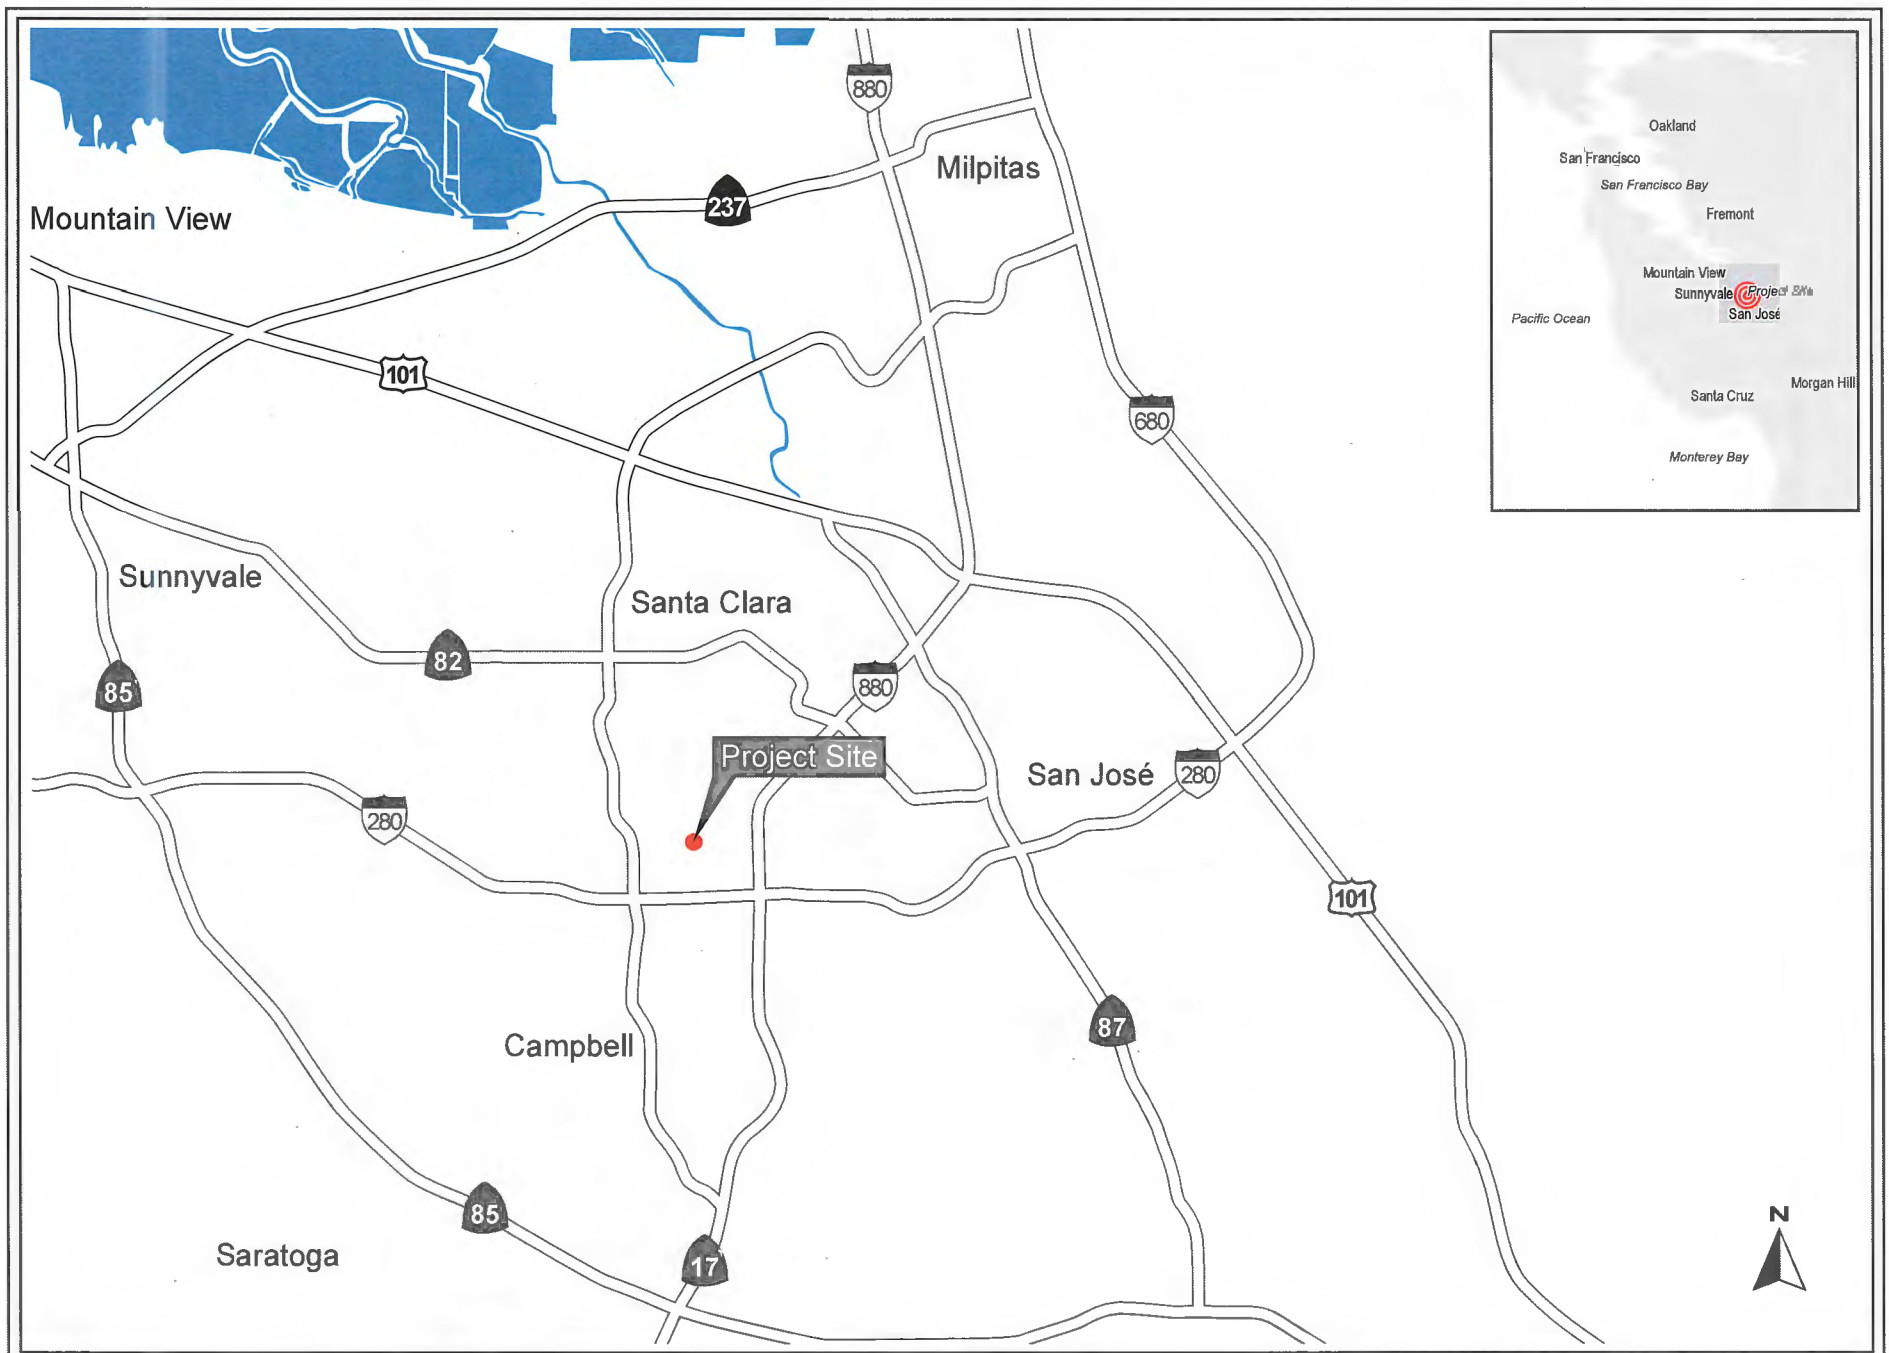 880
Oakland
San Francisco
Milpitas
San Francisco Bay
237
Fremont
Mountain View
Mountain View
Sunnyvale
Project Site
San José
Pacific Ocean
101
Morgan Hill
Santa Cruz
680
Monterey Bay
Sunnyvale
Santa Clara
82
880
85
Project Site
San José
280
280
101
87
Campbell
85
N
Saratoga
17